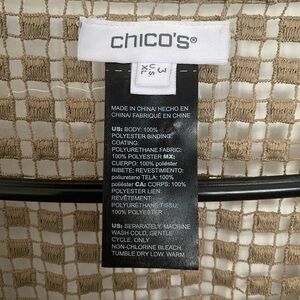 chico's®
3
US
XL
MADE IN CHINA/ HECHO EN
CHINA/ FABRIQUÉ EN CHINE
US: BODY: 100%
POLYESTER BINDING
COATING:
POLYURETHANE FABRIC:
100% POLYESTER MX:
CUERPO: 100% poliéster
RIBETE: REVESTIMIENTO:
poliuretano TELA: 100%
poliéster CA: CORPS: 100%
POLYESTER LIEN
REVÊTEMENT:
POLYURÉTHANE: TISSU:
100% POLYESTER
US: SEPARATELY, MACHINE
WASH COLD, GENTLE
CYCLE, ONLY
NON-CHLORINE BLEACH,
TUMBLE DRY LOW, WARM